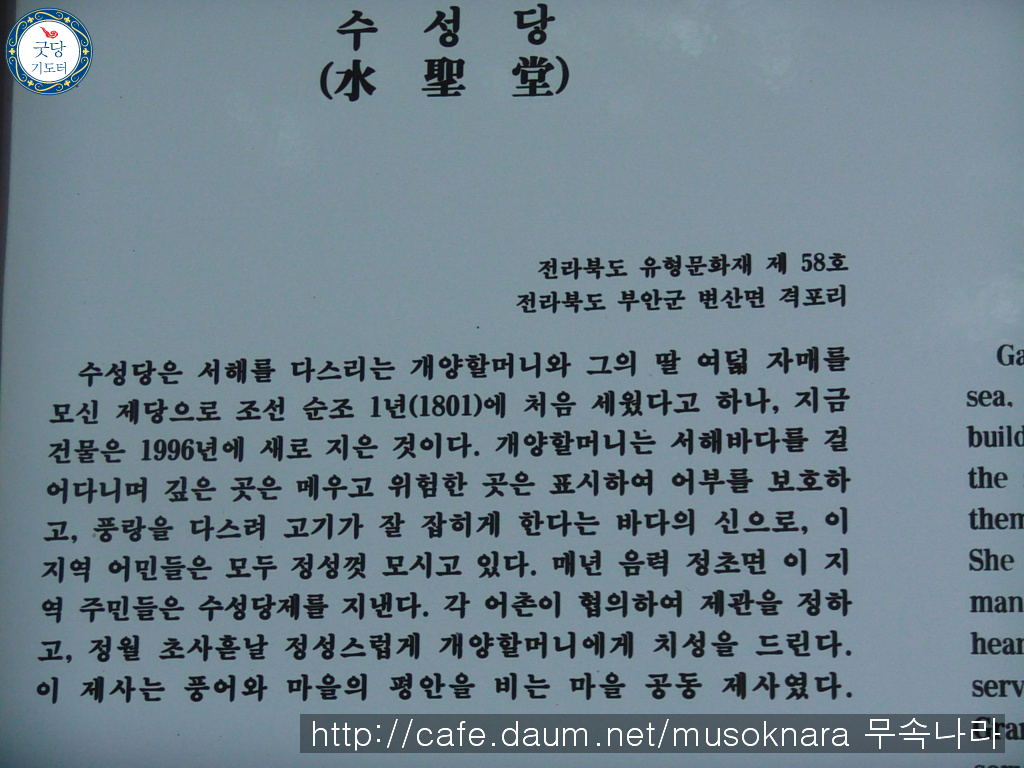 굿당
기도터
수성당
(水聖堂)
전라북도 유형문화재 제 58호
전라북도 부안군 변산면 격포리
수성당은 서해를 다스리는 개양할머니와 그의 딸 여덟 자매를
모신 제당으로 조선 순조 1년(1801)에 처음 세웠다고 하나, 지금
건물은 1996년에 새로 지은 것이다. 개양할머니는 서해바다를 걸
어다니며 깊은 곳은 메우고 위험한 곳은 표시하여 어부를 보호하
고, 풍랑을 다스려 고기가 잘 잡히게 한다는 바다의 신으로, 이
지역 어민들은 모두 정성껏 모시고 있다. 매년 음력 정초면 이 지
역 주민들은 수성당제를 지낸다. 각 어촌이 협의하여 제관을 정하
고, 정월 초사흗날 정성스럽게 개양할머니에게 치성을 드린다.
이 제사는 풍어와 마을의 평안을 비는 마을 공동 제사였다.
Ga
sea,
build
the
them
She
man
hear
serv
Gran
http://cafe.daum.net/musoknara 무속나라